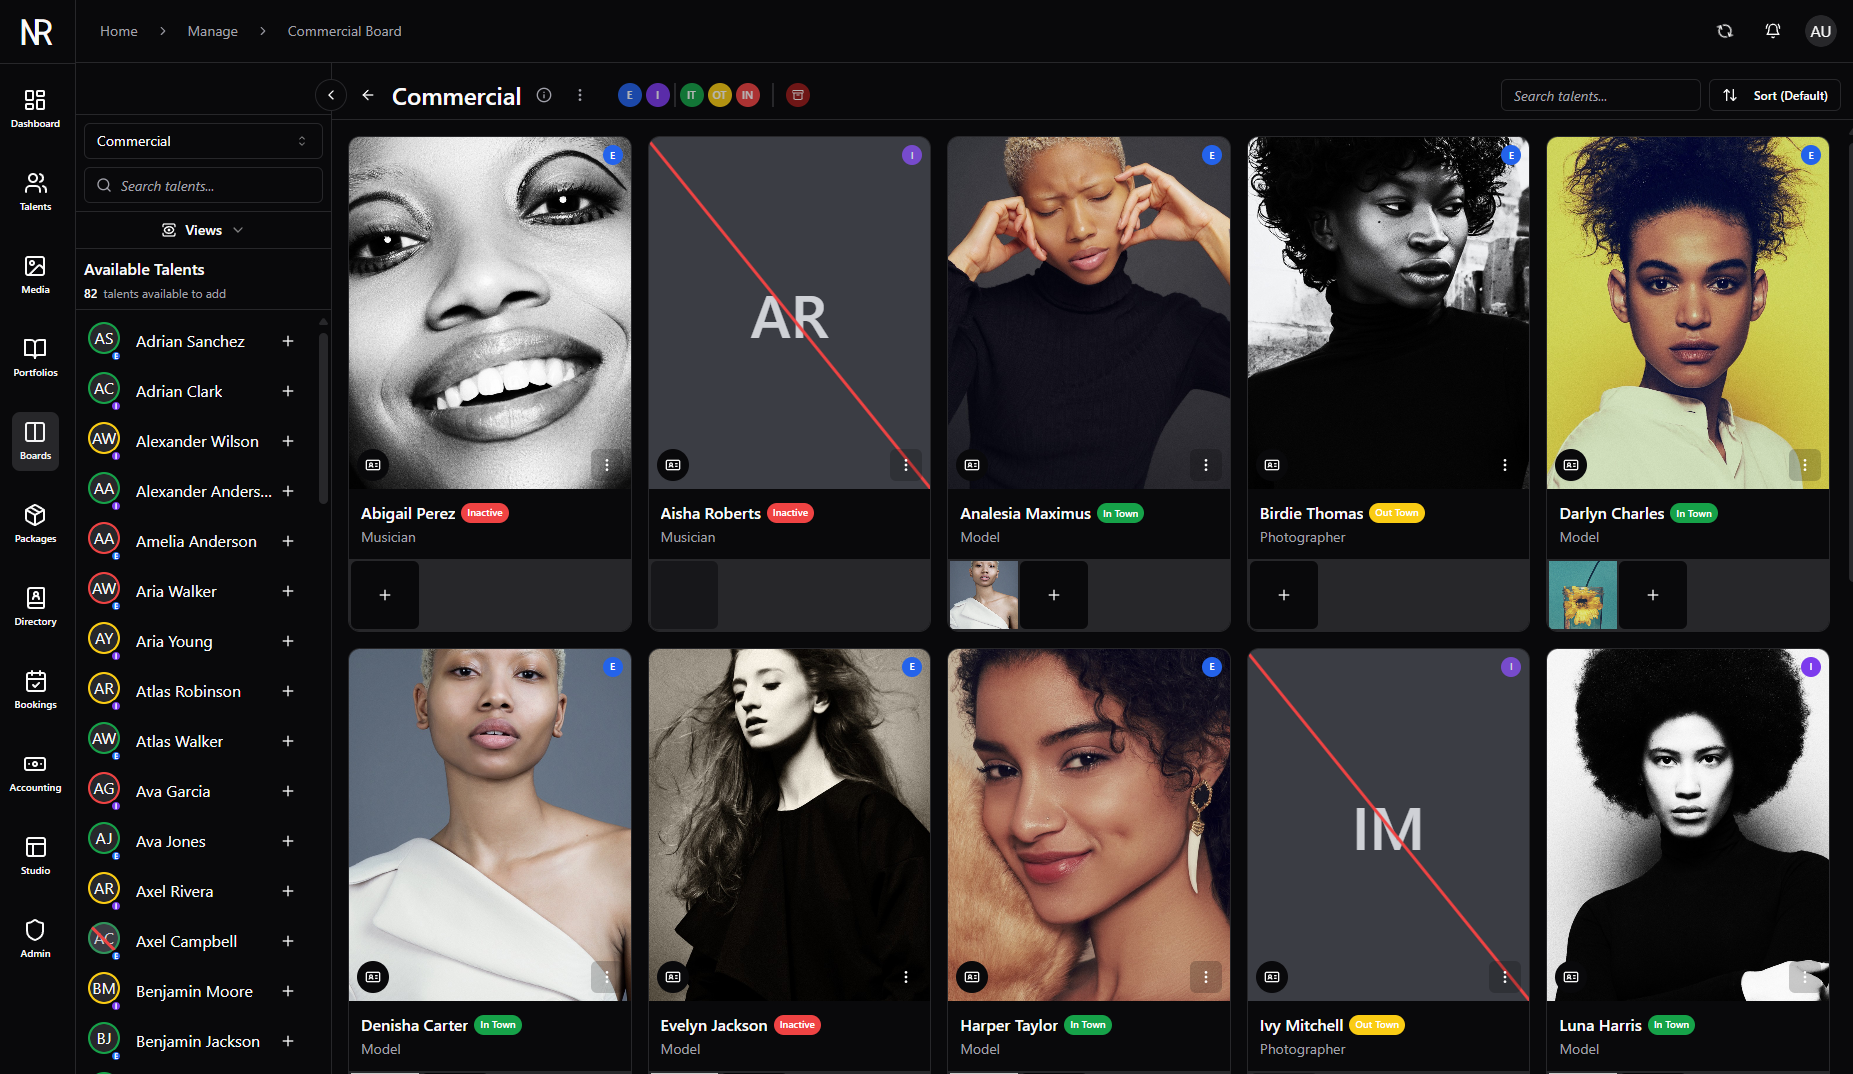 NR
Home
Manage
Commercial Board
AU
Dashboard
Talents
Media
Portfolios
Boards
Packages
Directory
Bookings
Accounting
Studio
Admin
Commercial
Search talents...
Views
Available Talents
82 talents available to add
AS E Adrian Sanchez
AC I Adrian Clark
AW I Alexander Wilson
AA I Alexander Anders...
AA E Amelia Anderson
AW E Aria Walker
AY I Aria Young
AR I Atlas Robinson
AW E Atlas Walker
AG I Ava Garcia
AJ E Ava Jones
AR I Axel Rivera
AC E Axel Campbell
BM I Benjamin Moore
BJ E Benjamin Jackson
Commercial
E I IT OT IN
Search talents...
Sort (Default)
E
Abigail Perez Inactive
Musician
I
AR
Aisha Roberts Inactive
Musician
E
Analesia Maximus In Town
Model
E
Birdie Thomas Out Town
Photographer
E
Darlyn Charles In Town
Model
E
Denisha Carter In Town
Model
E
Evelyn Jackson Inactive
Model
E
Harper Taylor In Town
Model
I
IM
Ivy Mitchell Out Town
Photographer
I
Luna Harris In Town
Model